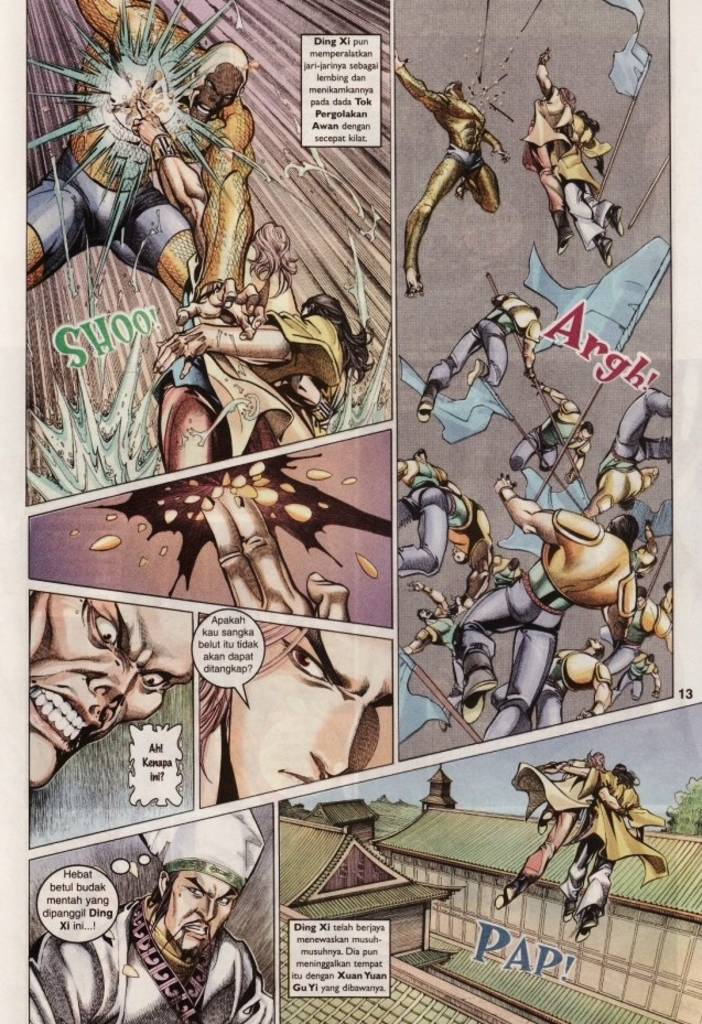 Ding Xi pun
memperalatkan
jari-jarinya sebagai
lembing dan
menikamkannya
pada dada Tok
Pergolakan
Awan dengan
secepat kilat.
SHOO!
Argh!
Apakah
kau sangka
belut itu tidak
akan dapat
ditangkap?
Ah!
Kenapa
ini?
13
Hebat
betul budak
mentah yang
dipanggil Ding
Xi ini...!
Ding Xi telah berjaya
menewaskan musuh-
musuhnya. Dia pun
meninggalkan tempat
itu dengan Xuan Yuan
Gu Yi yang dibawanya.
PAP!